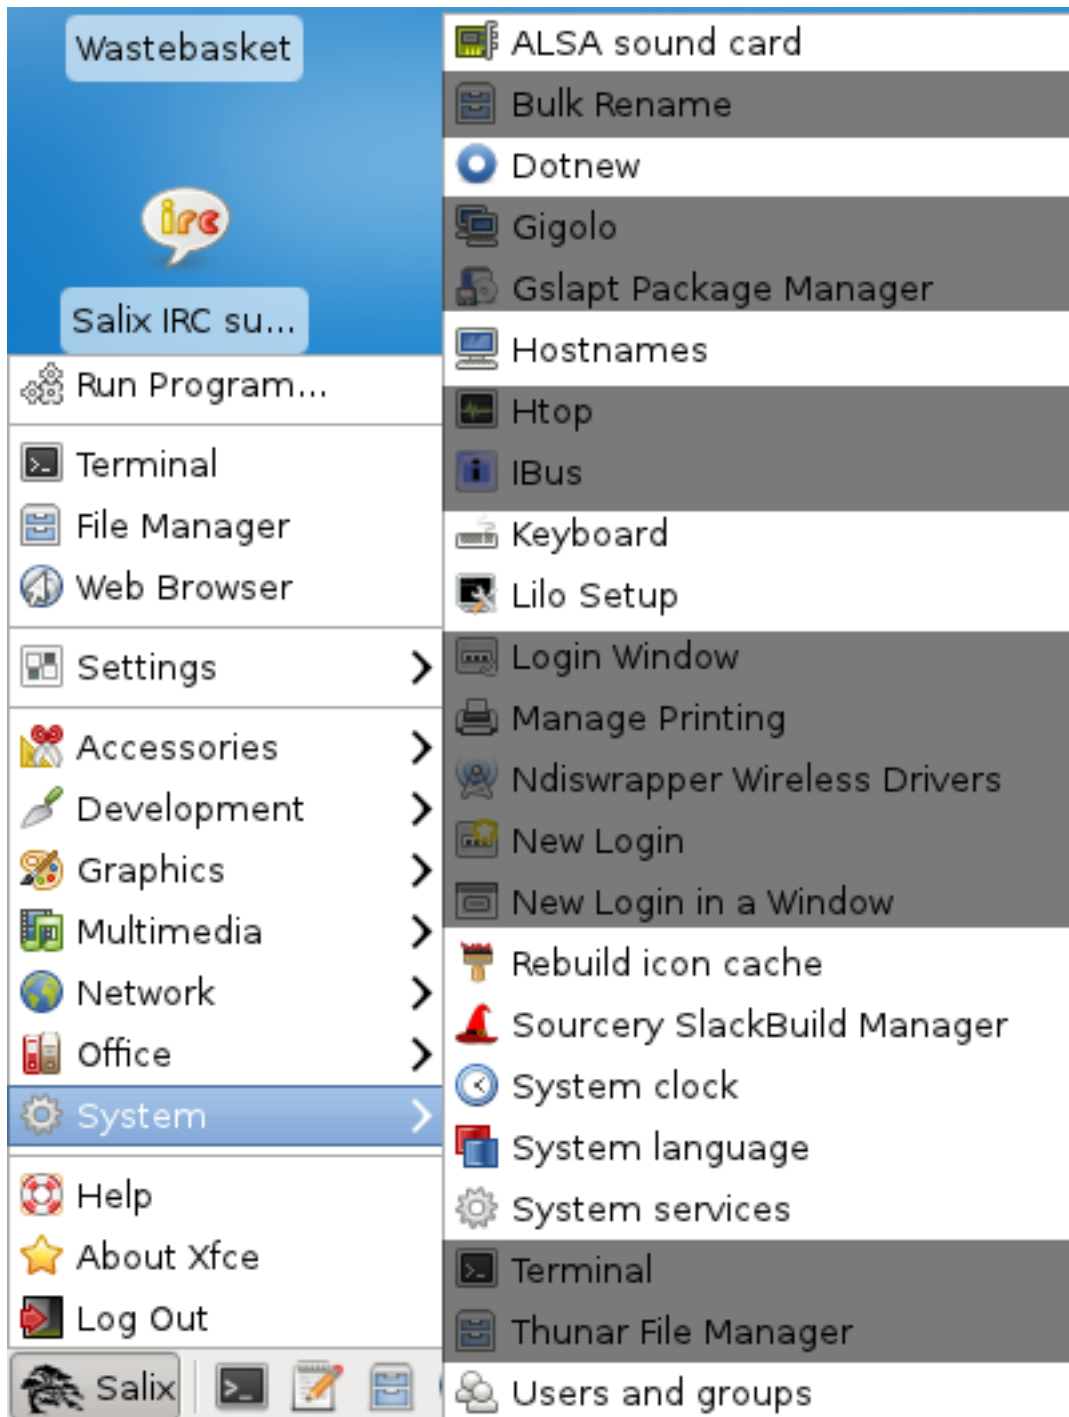 Wastebasket
irc
Salix IRC su...
Run Program...
Terminal
File Manager
Web Browser
Settings
Accessories
Development
Graphics
Multimedia
Network
Office
System
Help
About Xfce
Log Out
Salix
ALSA sound card
Bulk Rename
Dotnew
Gigolo
Gslapt Package Manager
Hostnames
Htop
IBus
Keyboard
Lilo Setup
Login Window
Manage Printing
Ndiswrapper Wireless Drivers
New Login
New Login in a Window
Rebuild icon cache
Sourcery SlackBuild Manager
System clock
System language
System services
Terminal
Thunar File Manager
Users and groups